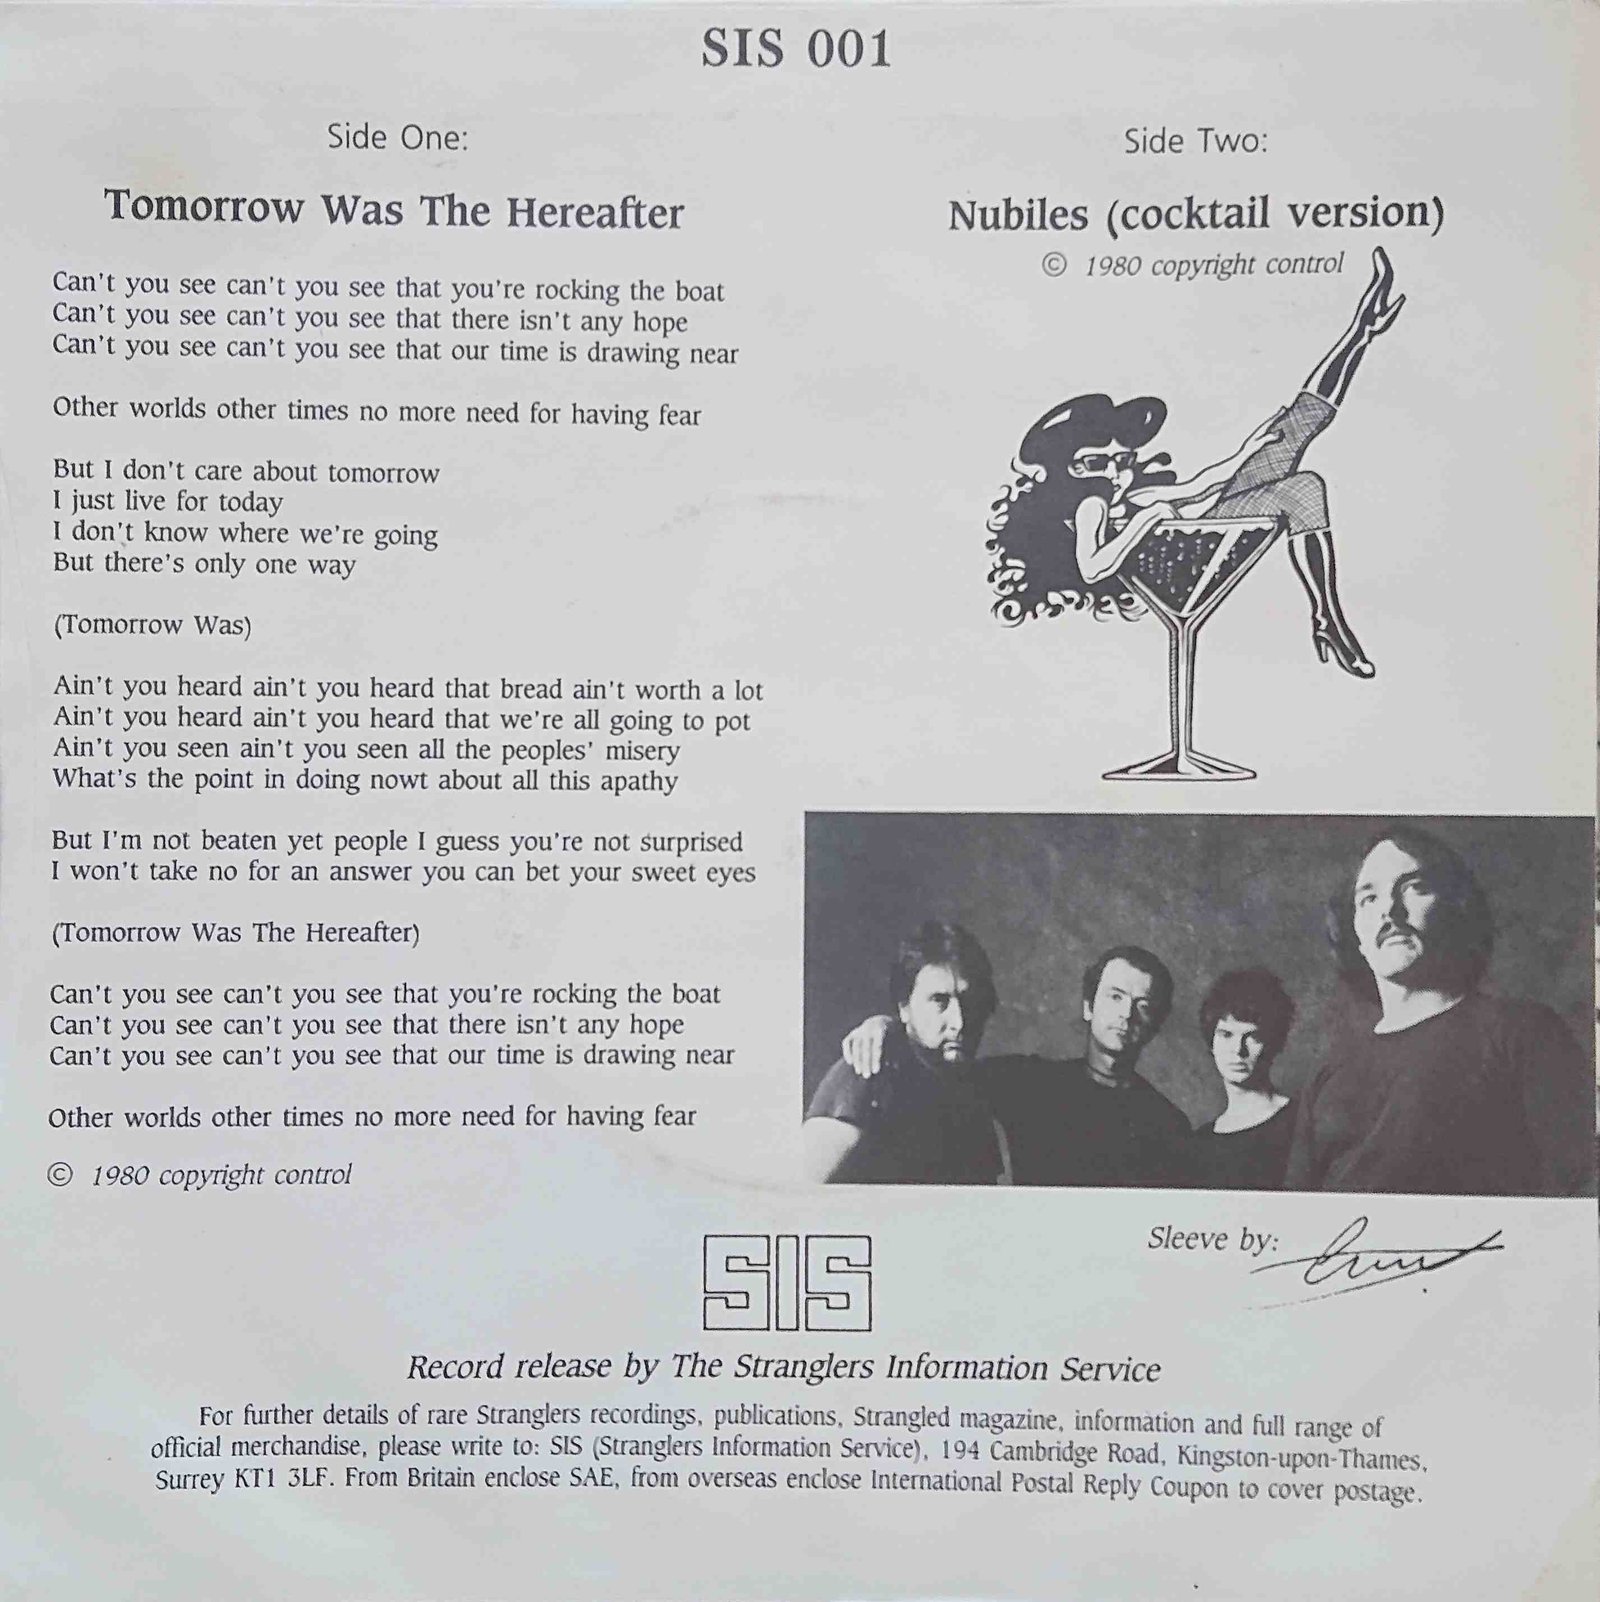 SIS 001
Side One:
Tomorrow Was The Hereafter
Can't you see can't you see that you're rocking the boat
Can't you see can't you see that there isn't any hope
Can't you see can't you see that our time is drawing near
Other worlds other times no more need for having fear
But I don't care about tomorrow
I just live for today
I don't know where we're going
But there's only one way
(Tomorrow Was)
Ain't you heard ain't you heard that bread ain't worth a lot
Ain't you heard ain't you heard that we're all going to pot
Ain't you seen ain't you seen all the peoples' misery
What's the point in doing nowt about all this apathy
But I'm not beaten yet people I guess you're not surprised
I won't take no for an answer you can bet your sweet eyes
(Tomorrow Was The Hereafter)
Can't you see can't you see that you're rocking the boat
Can't you see can't you see that there isn't any hope
Can't you see can't you see that our time is drawing near
Other worlds other times no more need for having fear
© 1980 copyright control
Side Two:
Nubiles (cocktail version)
© 1980 copyright control
Sleeve by:
SIS
Record release by The Stranglers Information Service
For further details of rare Stranglers recordings, publications, Strangled magazine, information and full range of
official merchandise, please write to: SIS (Stranglers Information Service), 194 Cambridge Road, Kingston-upon-Thames,
Surrey KT1 3LF. From Britain enclose SAE, from overseas enclose International Postal Reply Coupon to cover postage.